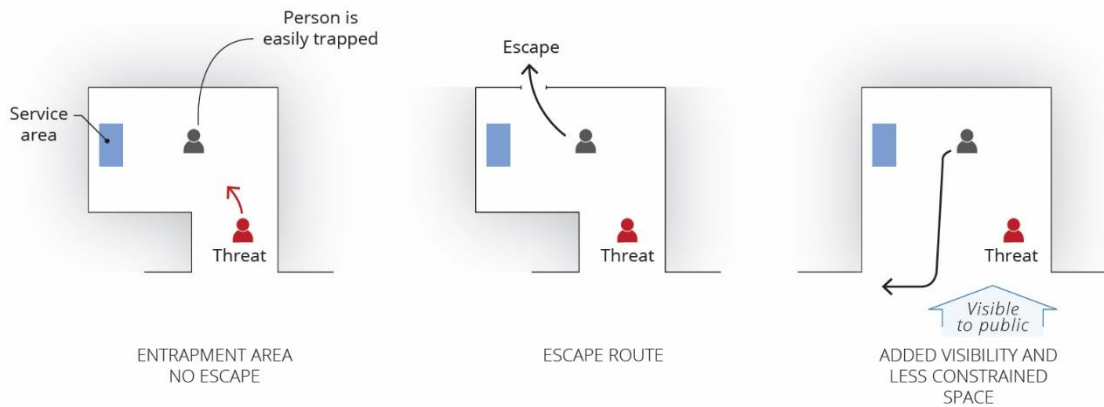 Person is
easily trapped
Service
area
Threat
ENTRAPMENT AREA
NO ESCAPE
Escape
Threat
ESCAPE ROUTE
Threat
Visible
to public
ADDED VISIBILITY AND
LESS CONSTRAINED
SPACE